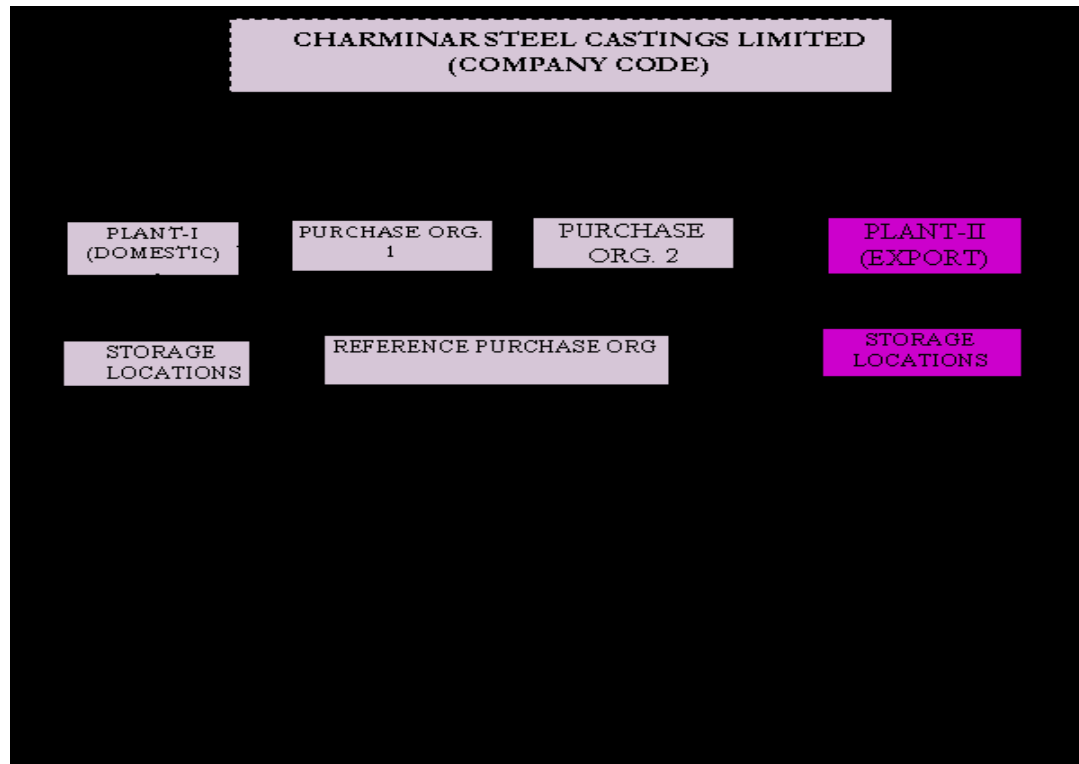 CHARMINAR STEEL CASTINGS LIMITED
(COMPANY CODE)
PLANT-I
(DOMESTIC)
PURCHASE ORG.
1
PURCHASE
ORG. 2
PLANT-II
(EXPORT)
STORAGE
LOCATIONS
REFERENCE PURCHASE ORG
STORAGE
LOCATIONS